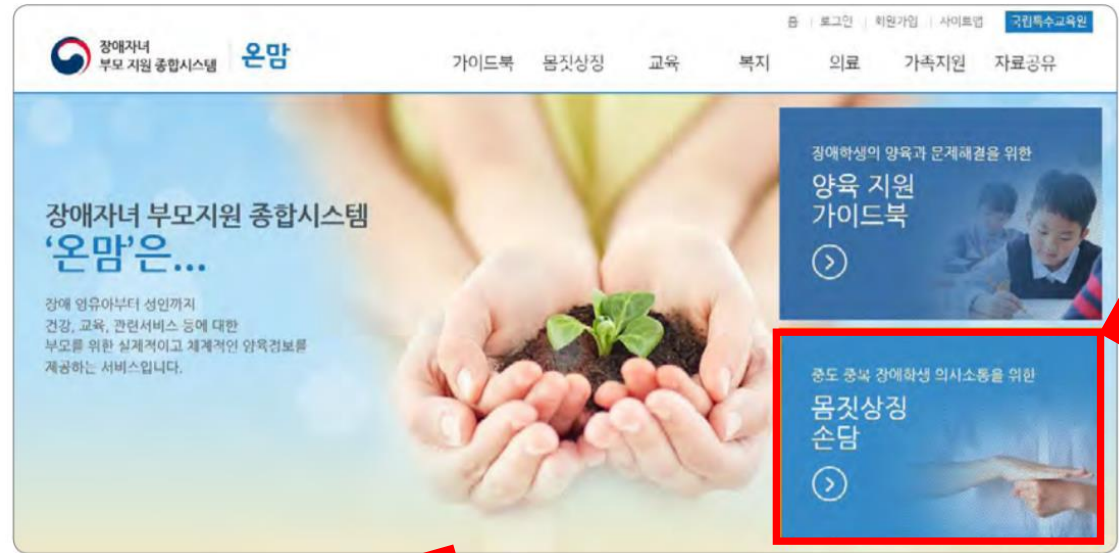 홈 | 로그인 | 회원가입 | 사이트맵 국립특수교육원
장애자녀
부모 지원 종합시스템
온맘
가이드북 몸짓상징 교육 복지 의료 가족지원 자료공유
장애자녀 부모지원 종합시스템
‘온맘’은...
장애 영유아부터 성인까지
건강, 교육, 관련서비스 등에 대한
부모를 위한 실제적이고 체계적인 양육정보를
제공하는 서비스입니다.
장애학생의 양육과 문제해결을 위한
양육 지원
가이드북
중도 중복 장애학생 의사소통을 위한
몸짓상징
손담